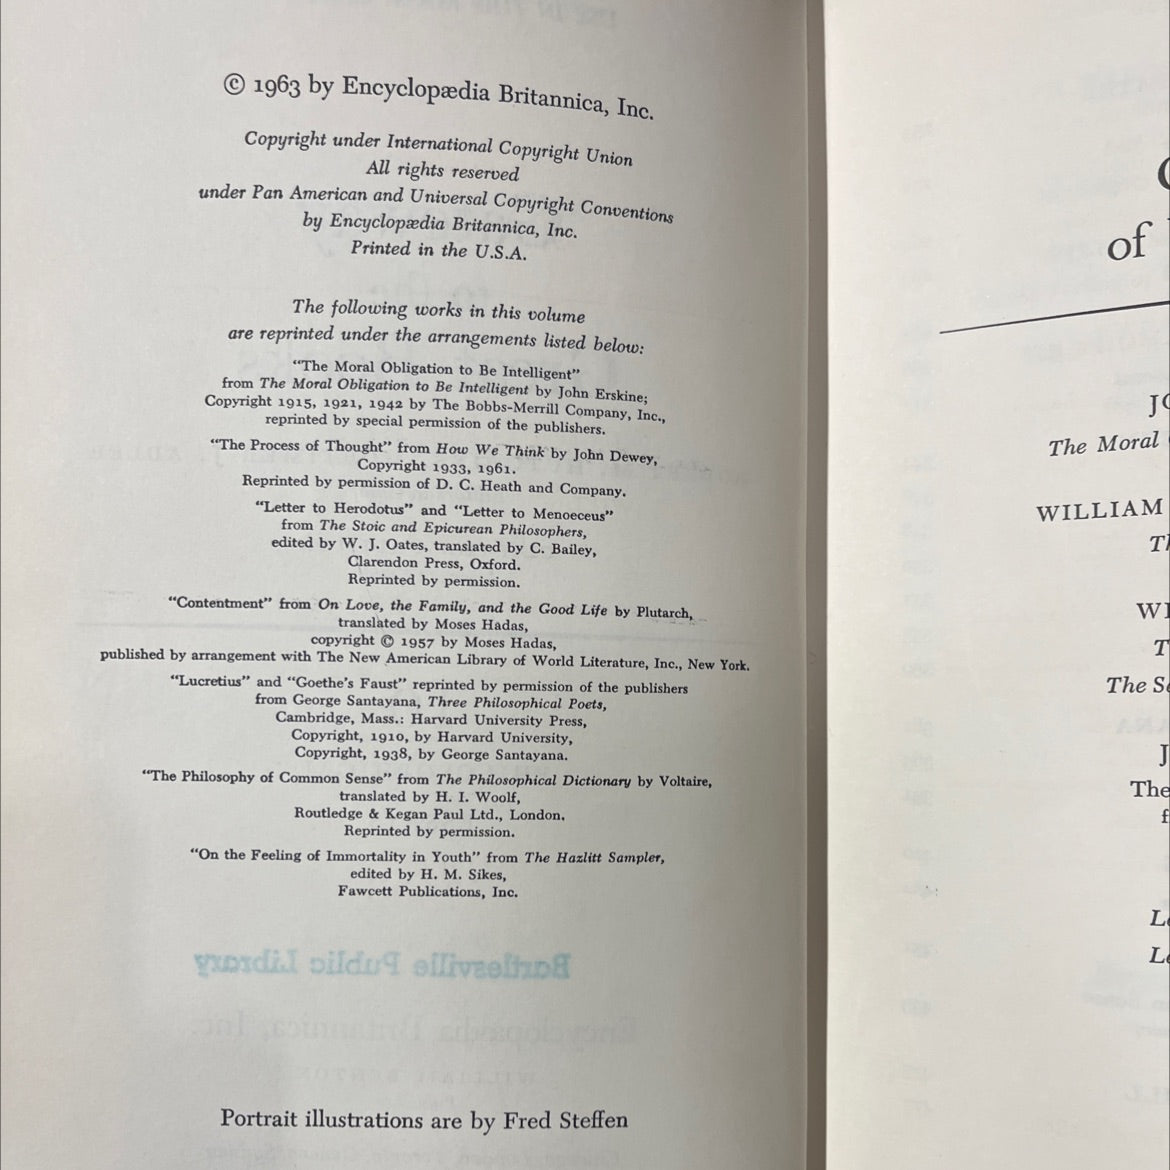 © 1963 by Encyclopædia Britannica, Inc.
Copyright under International Copyright Union
All rights reserved
under Pan American and Universal Copyright Conventions
by Encyclopædia Britannica, Inc.
Printed in the U.S.A.
The following works in this volume
are reprinted under the arrangements listed below:
“The Moral Obligation to Be Intelligent”
from The Moral Obligation to Be Intelligent by John Erskine;
Copyright 1915, 1921, 1942 by The Bobbs-Merrill Company, Inc.,
reprinted by special permission of the publishers.
“The Process of Thought” from How We Think by John Dewey,
Copyright 1933, 1961.
Reprinted by permission of D. C. Heath and Company.
“Letter to Herodotus” and “Letter to Menoeceus”
from The Stoic and Epicurean Philosophers,
edited by W. J. Oates, translated by C. Bailey,
Clarendon Press, Oxford.
Reprinted by permission.
“Contentment” from On Love, the Family, and the Good Life by Plutarch,
translated by Moses Hadas,
copyright © 1957 by Moses Hadas,
published by arrangement with The New American Library of World Literature, Inc., New York.
“Lucretius” and “Goethe’s Faust” reprinted by permission of the publishers
from George Santayana, Three Philosophical Poets,
Cambridge, Mass.: Harvard University Press,
Copyright, 1910, by Harvard University,
Copyright, 1938, by George Santayana.
“The Philosophy of Common Sense” from The Philosophical Dictionary by Voltaire,
translated by H. I. Woolf,
Routledge & Kegan Paul Ltd., London.
Reprinted by permission.
“On the Feeling of Immortality in Youth” from The Hazlitt Sampler,
edited by H. M. Sikes,
Fawcett Publications, Inc.
Bartlesville Public Library
Portrait illustrations are by Fred Steffen
of
The Moral
WILLIAM
The